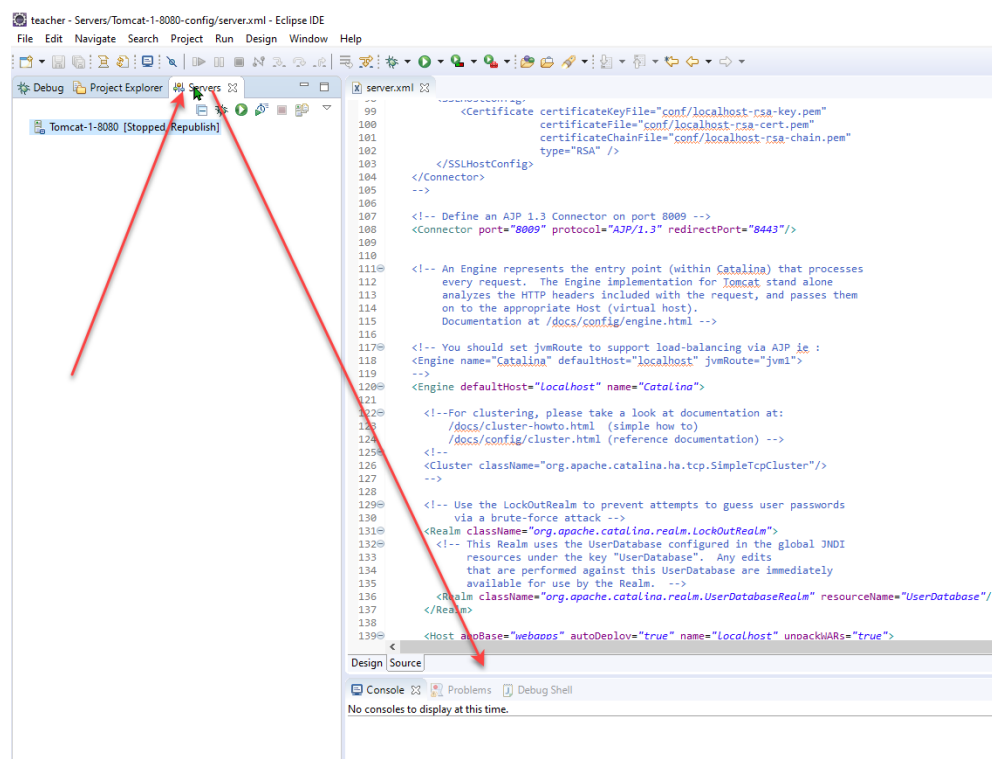 teacher - Servers/Tomcat-1-8080-config/server.xml - Eclipse IDE
File Edit Navigate Search Project Run Design Window Help
Debug Project Explorer Servers
Tomcat-1-8080 [Stopped, Republish]
server.xml
99 <Certificate certificateKeyFile="conf/localhost-rsa-key.pem"
100 certificateFile="conf/localhost-rsa-cert.pem"
101 certificateChainFile="conf/localhost-rsa-chain.pem"
102 type="RSA" />
103 </SSLHostConfig>
104 </Connector>
105 -->
106
107 <!-- Define an AJP 1.3 Connector on port 8009 -->
108 <Connector port="8009" protocol="AJP/1.3" redirectPort="8443"/>
109
110
111 <!-- An Engine represents the entry point (within Catalina) that processes
112 every request. The Engine implementation for Tomcat stand alone
113 analyzes the HTTP headers included with the request, and passes them
114 on to the appropriate Host (virtual host).
115 Documentation at /docs/config/engine.html -->
116
117 <!-- You should set jvmRoute to support load-balancing via AJP ie :
118 <Engine name="Catalina" defaultHost="localhost" jvmRoute="jvm1">
119 -->
120 <Engine defaultHost="localhost" name="Catalina">
121
122 <!--For clustering, please take a look at documentation at:
123 /docs/cluster-howto.html (simple how to)
124 /docs/config/cluster.html (reference documentation) -->
125 <!--
126 <Cluster className="org.apache.catalina.ha.tcp.SimpleTcpCluster"/>
127 -->
128
129 <!-- Use the LockOutRealm to prevent attempts to guess user passwords
130 via a brute-force attack -->
131 <Realm className="org.apache.catalina.realm.LockOutRealm">
132 <!-- This Realm uses the UserDatabase configured in the global JNDI
133 resources under the key "UserDatabase". Any edits
134 that are performed against this UserDatabase are immediately
135 available for use by the Realm. -->
136 <Realm className="org.apache.catalina.realm.UserDatabaseRealm" resourceName="UserDatabase"/
137 </Realm>
138
139 <Host appBase="webapps" autoDeploy="true" name="localhost" unpackWARs="true">
Design Source
Console Problems Debug Shell
No consoles to display at this time.